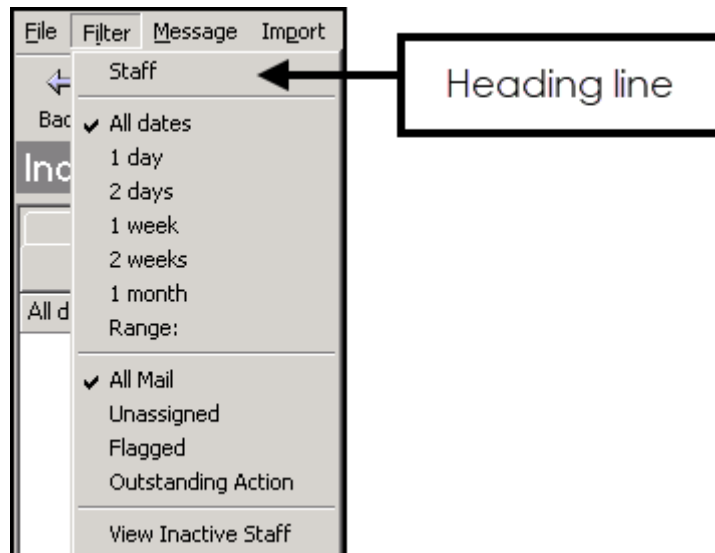 File Filter Message Import
Staff
Heading line
Bac
All dates
1 day
Inc
2 days
1 week
2 weeks
1 month
All d
Range:
All Mail
Unassigned
Flagged
Outstanding Action
View Inactive Staff